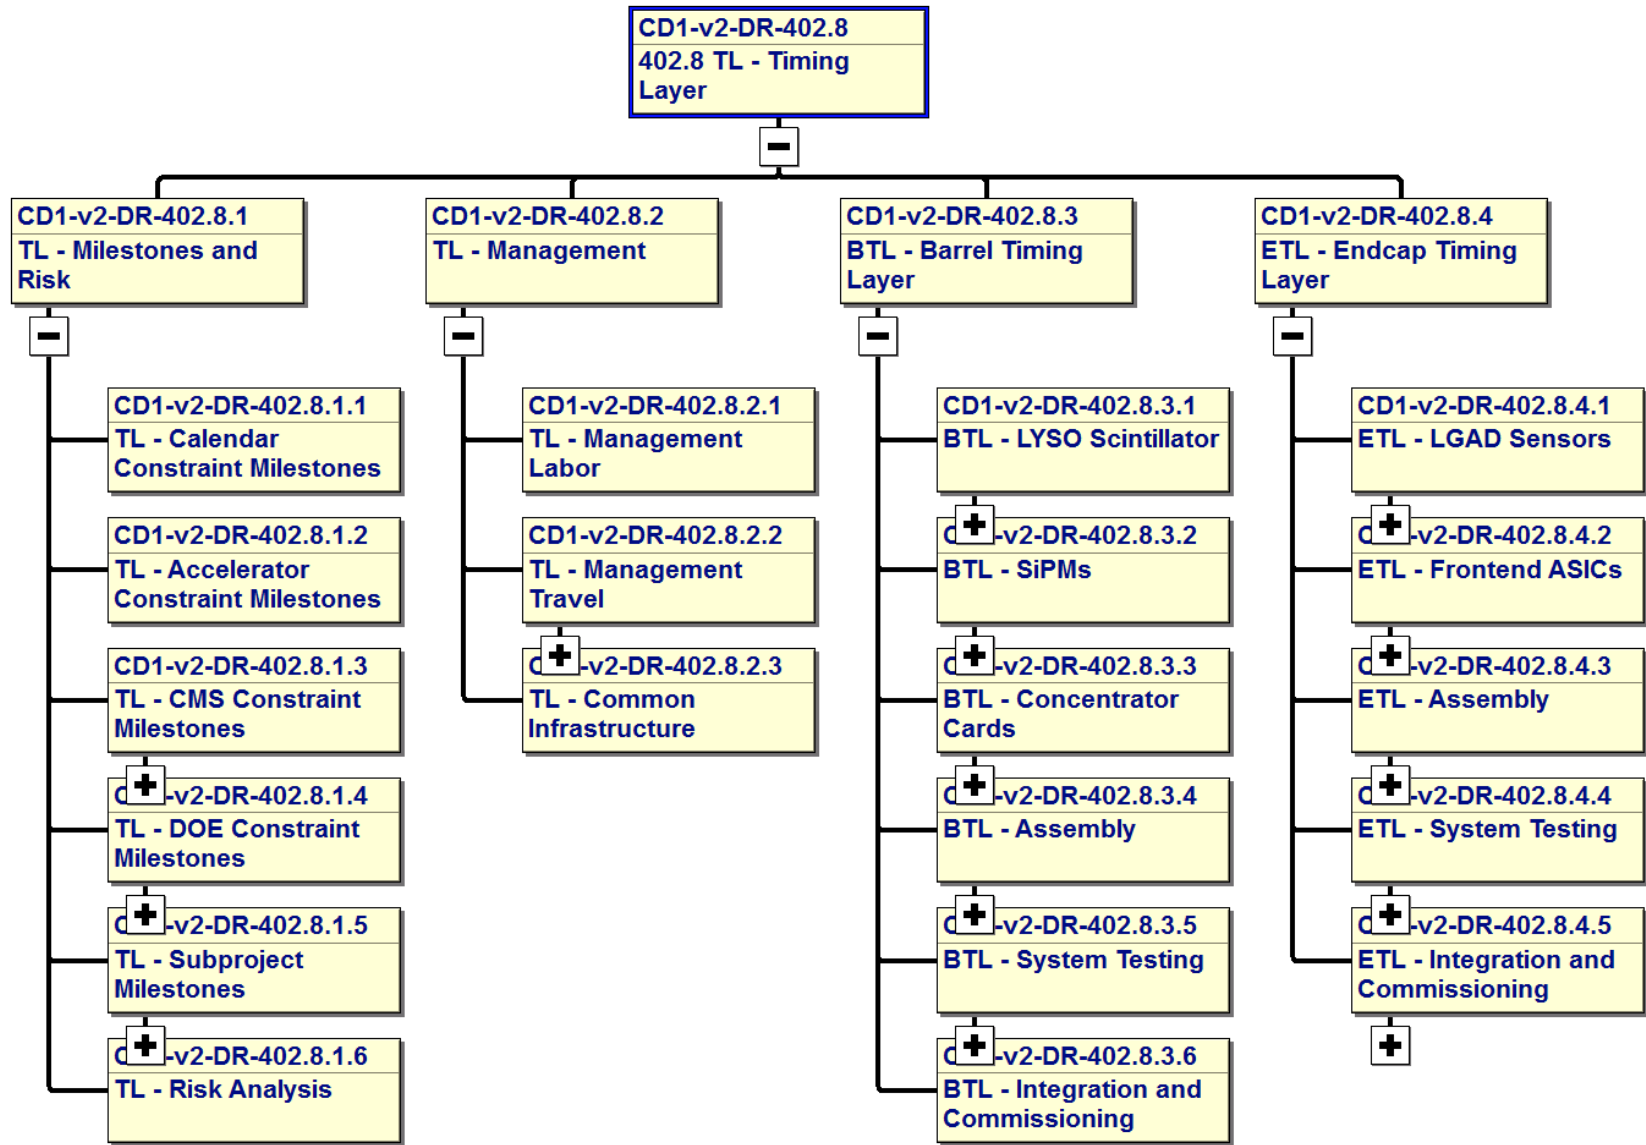 CD1-v2-DR-402.8
402.8 TL - Timing
Layer
CD1-v2-DR-402.8.1
TL - Milestones and
Risk
CD1-v2-DR-402.8.2
TL - Management
CD1-v2-DR-402.8.3
BTL - Barrel Timing
Layer
CD1-v2-DR-402.8.4
ETL - Endcap Timing
Layer
CD1-v2-DR-402.8.1.1
TL - Calendar
Constraint Milestones
CD1-v2-DR-402.8.1.2
TL - Accelerator
Constraint Milestones
CD1-v2-DR-402.8.1.3
TL - CMS Constraint
Milestones
C -v2-DR-402.8.1.4
TL - DOE Constraint
Milestones
C -v2-DR-402.8.1.5
TL - Subproject
Milestones
C -v2-DR-402.8.1.6
TL - Risk Analysis
CD1-v2-DR-402.8.2.1
TL - Management
Labor
CD1-v2-DR-402.8.2.2
TL - Management
Travel
C -v2-DR-402.8.2.3
TL - Common
Infrastructure
CD1-v2-DR-402.8.3.1
BTL - LYSO Scintillator
C -v2-DR-402.8.3.2
BTL - SiPMs
C -v2-DR-402.8.3.3
BTL - Concentrator
Cards
C -v2-DR-402.8.3.4
BTL - Assembly
C -v2-DR-402.8.3.5
BTL - System Testing
C -v2-DR-402.8.3.6
BTL - Integration and
Commissioning
CD1-v2-DR-402.8.4.1
ETL - LGAD Sensors
C -v2-DR-402.8.4.2
ETL - Frontend ASICs
C -v2-DR-402.8.4.3
ETL - Assembly
C -v2-DR-402.8.4.4
ETL - System Testing
C -v2-DR-402.8.4.5
ETL - Integration and
Commissioning